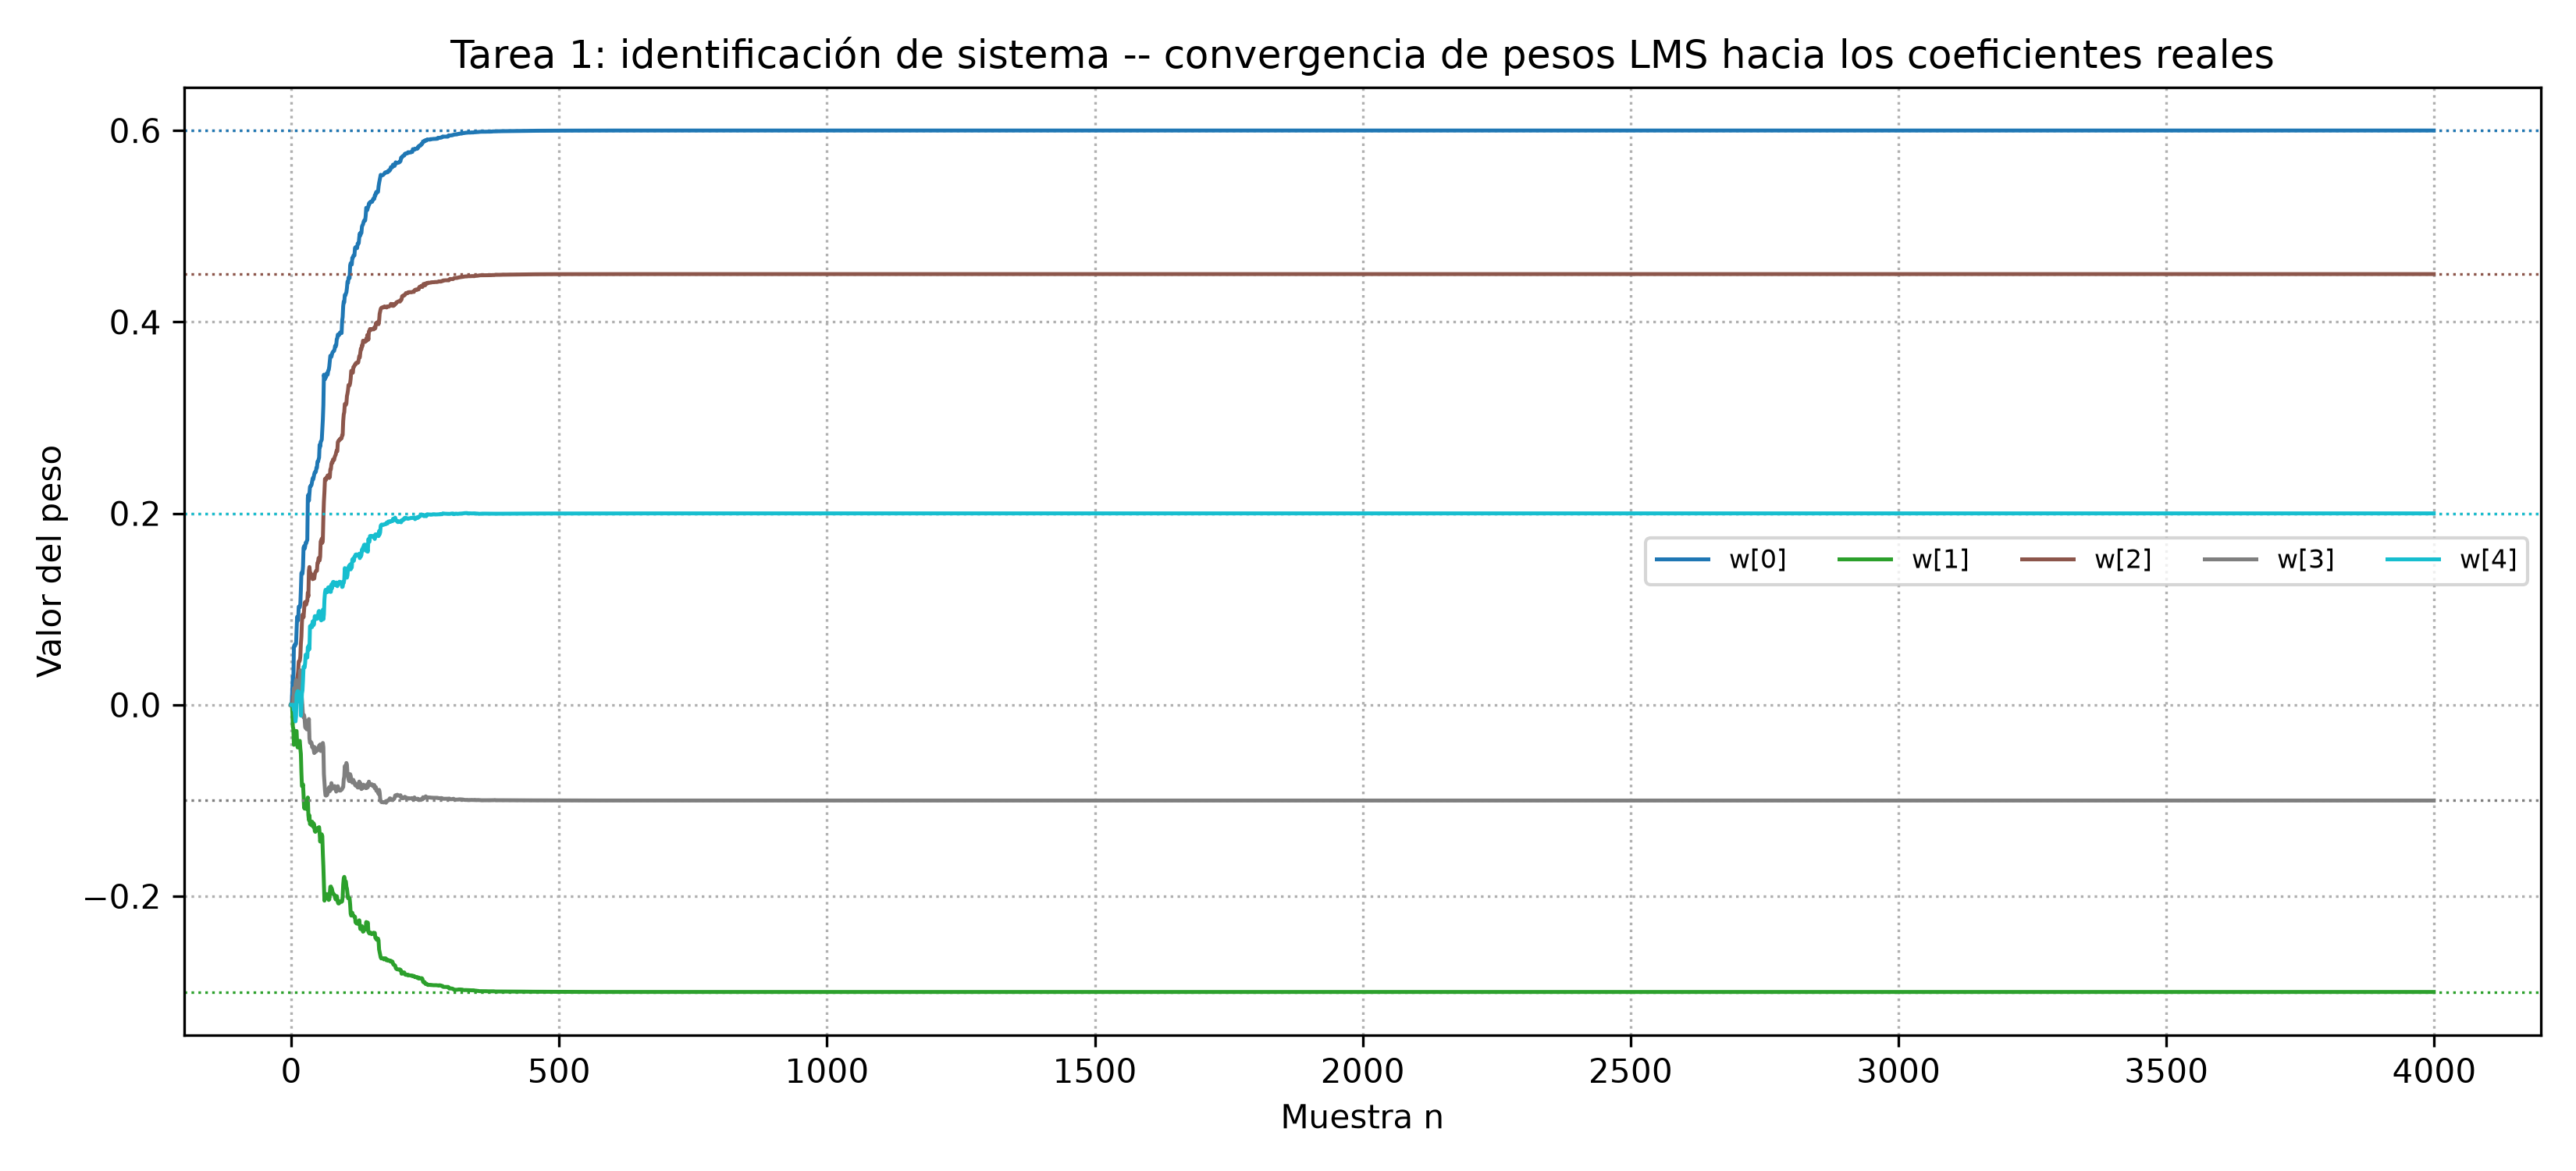 Tarea 1: identificación de sistema -- convergencia de pesos LMS hacia los coeficientes reales
Valor del peso
0.6
0.4
0.2
0.0
−0.2
w[0] w[1] w[2] w[3] w[4]
0 500 1000 1500 2000 2500 3000 3500 4000
Muestra n